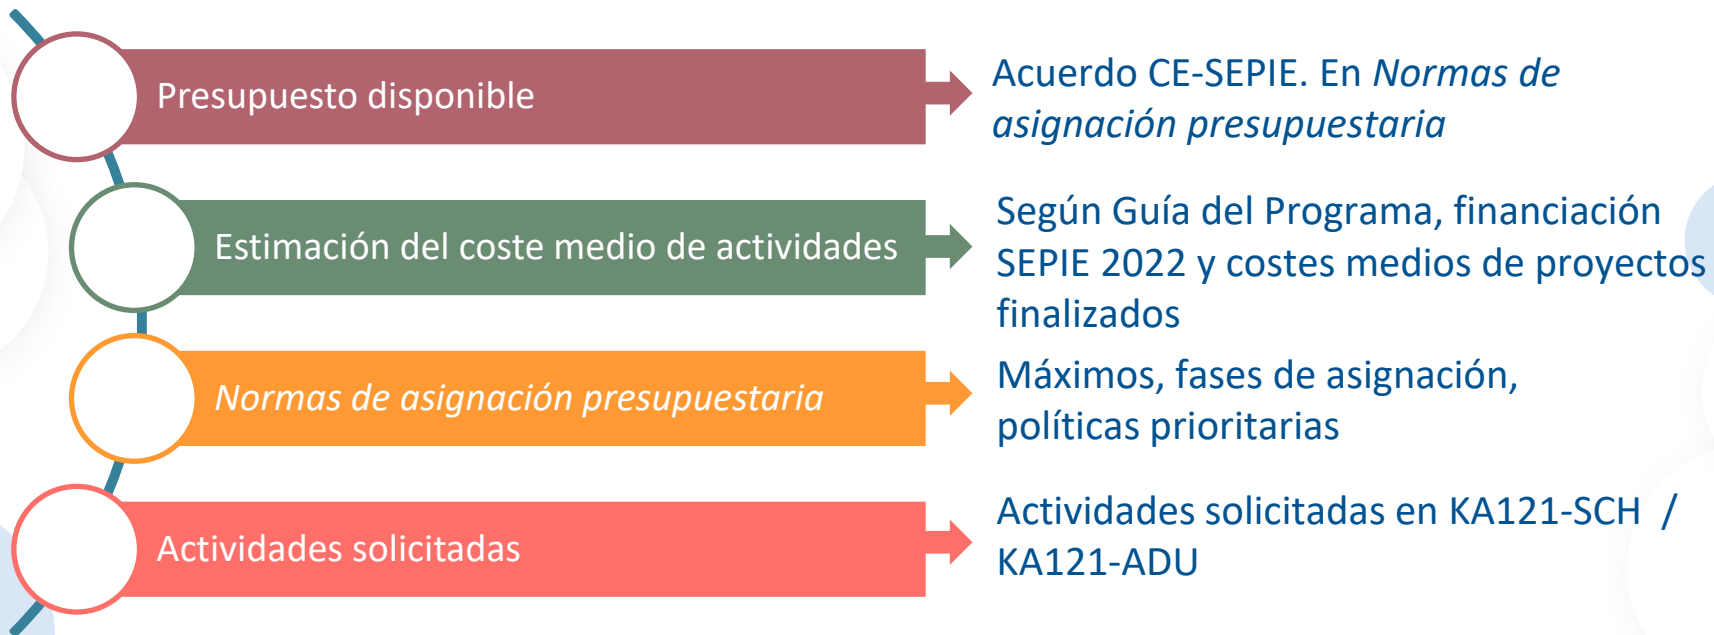 Presupuesto disponible
Acuerdo CE-SEPIE. En Normas de
asignación presupuestaria
Estimación del coste medio de actividades
Según Guía del Programa, financiación
SEPIE 2022 y costes medios de proyectos
finalizados
Normas de asignación presupuestaria
Máximos, fases de asignación,
políticas prioritarias
Actividades solicitadas
Actividades solicitadas en KA121-SCH /
KA121-ADU